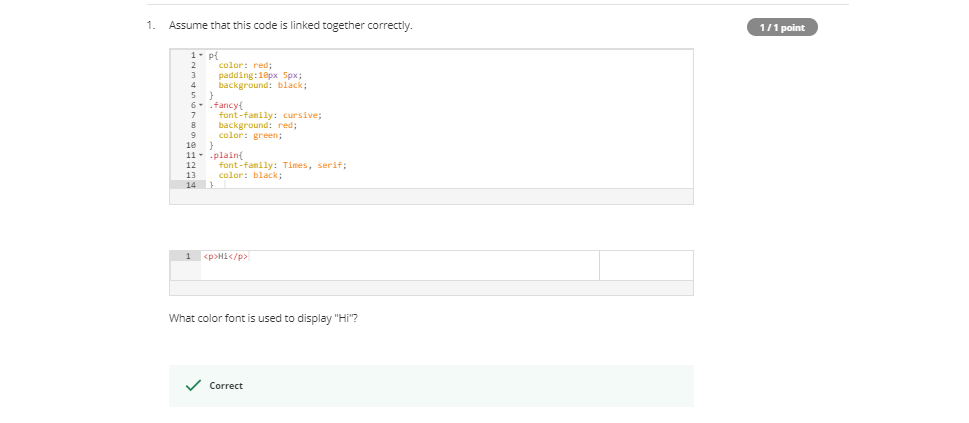 1. Assume that this code is linked together correctly.
1 / 1 point
1 p{
2 color: red;
3 padding:10px 5px;
4 background: black;
5 }
6 .fancy{
7 font-family: cursive;
8 background: red;
9 color: green;
10 }
11 .plain{
12 font-family: Times, serif;
13 color: black;
14 }
1 <p>Hi</p>
What color font is used to display "Hi"?
Correct